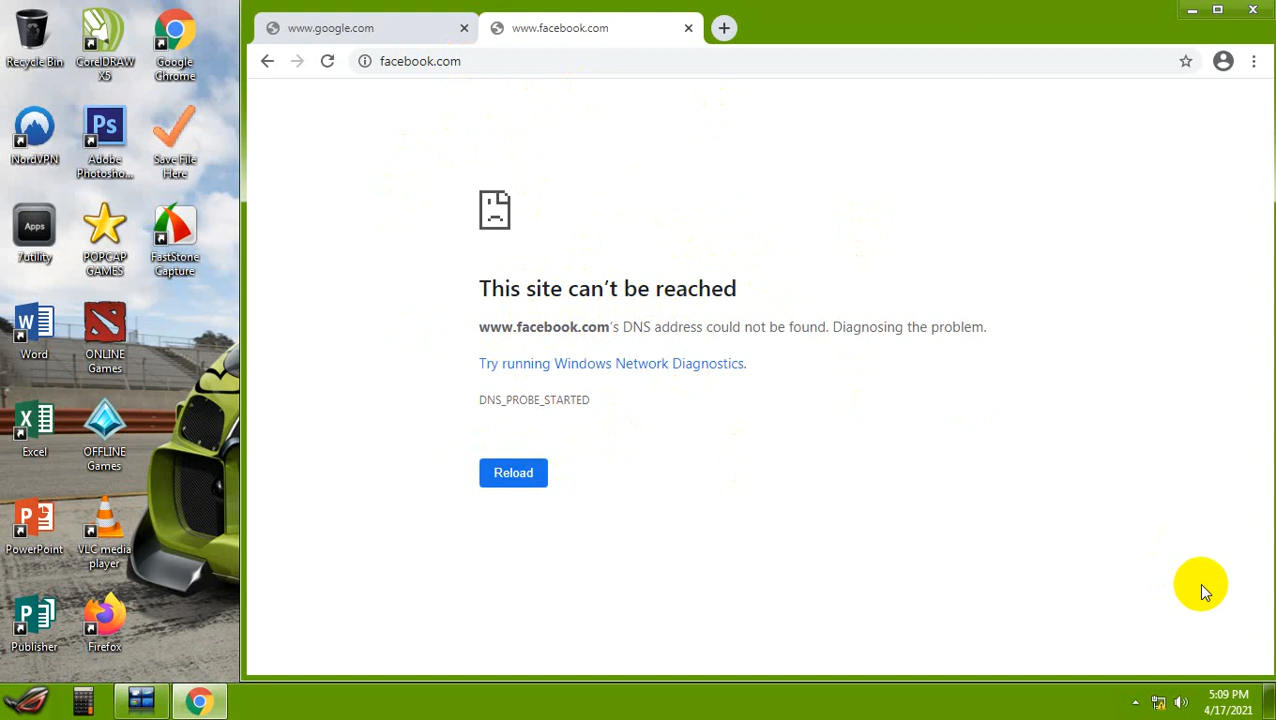 www.google.com
www.facebook.com
facebook.com
Recycle Bin
CorelDRAW
X5
Google
Chrome
NordVPN
Ps
Adobe
Photosho...
Save File
Here
Apps
7utility
POPCAP
GAMES
FastStone
Capture
Word
ONLINE
Games
Excel
OFFLINE
Games
PowerPoint
VLC media
player
Publisher
Firefox
This site can’t be reached
www.facebook.com’s DNS address could not be found. Diagnosing the problem.
Try running Windows Network Diagnostics.
DNS_PROBE_STARTED
Reload
5:09 PM
4/17/2021